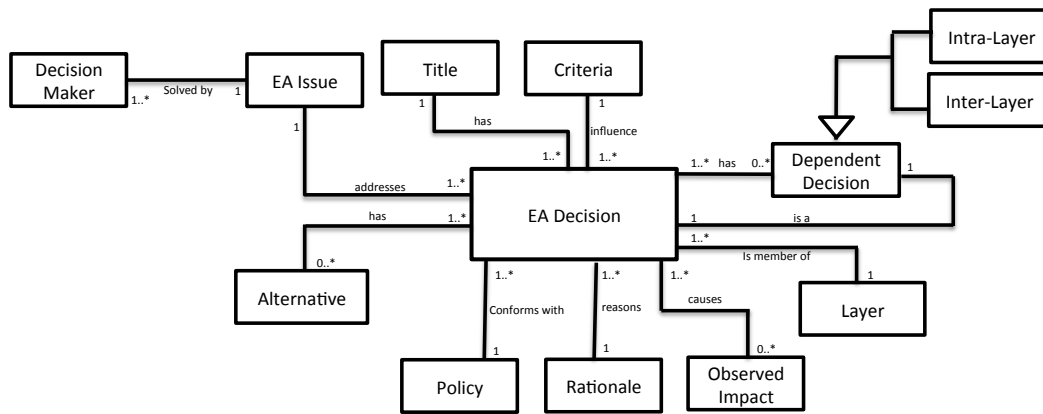 Intra-Layer
Decision
Maker
EA Issue
Title
Criteria
Solved by
1..*
1
Inter-Layer
1
1
1
has
influence
1..*
1..*
1..*
has
0..*
Dependent
Decision
1
addresses
1..*
EA Decision
has
1..*
1
is a
1..*
Is member of
0..*
1..*
1..*
1..*
1
Alternative
Conforms with
reasons
causes
Layer
1
1
0..*
Policy
Rationale
Observed
Impact